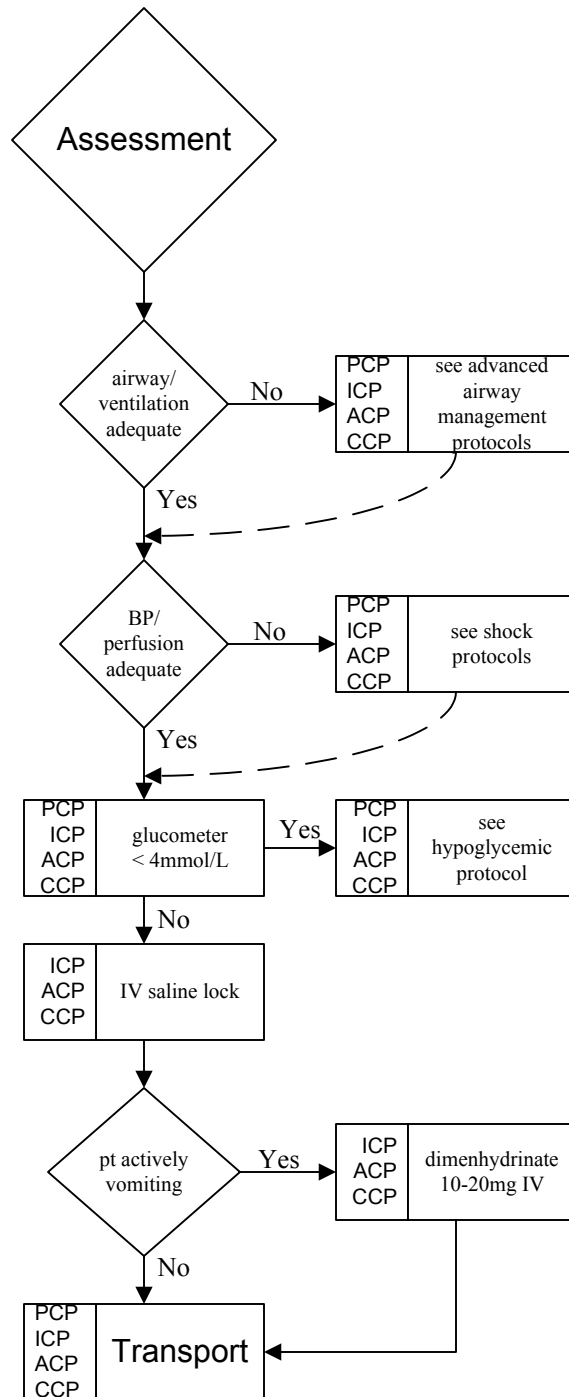 Assessment
airway/
ventilation
adequate
No
PCP
ICP
ACP
CCP
see advanced
airway
management
protocols
Yes
BP/
perfusion
adequate
No
PCP
ICP
ACP
CCP
see shock
protocols
Yes
PCP
ICP
ACP
CCP
glucometer
< 4mmol/L
Yes
PCP
ICP
ACP
CCP
see
hypoglycemic
protocol
No
ICP
ACP
CCP
IV saline lock
pt actively
vomiting
Yes
ICP
ACP
CCP
dimenhydrinate
10-20mg IV
No
PCP
ICP
ACP
CCP
Transport